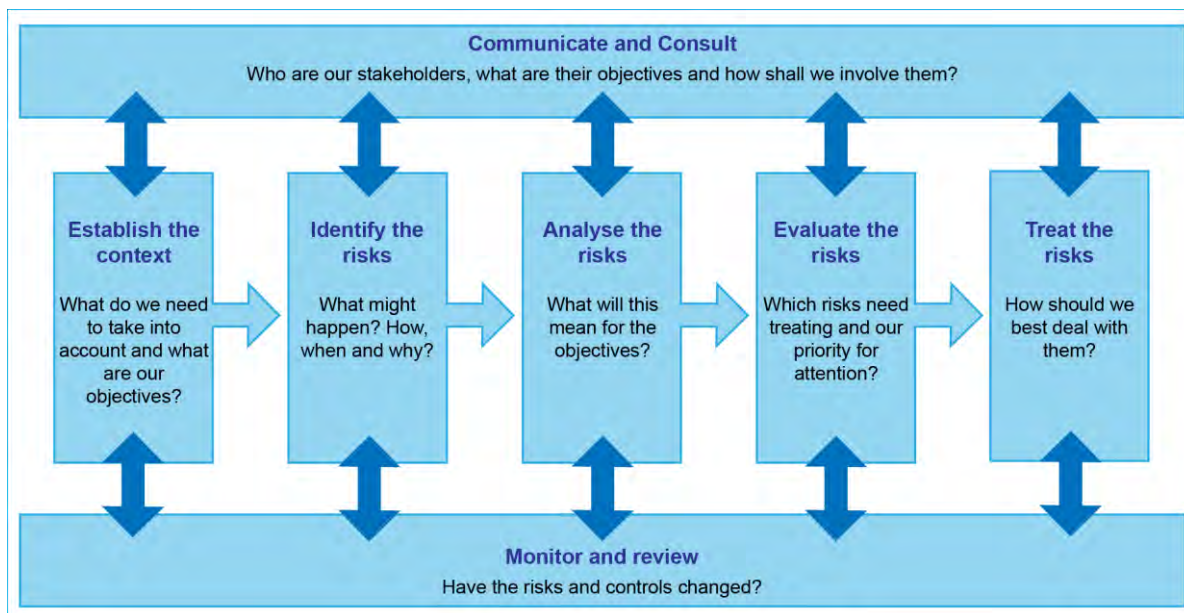 Communicate and Consult
Who are our stakeholders, what are their objectives and how shall we involve them?
Establish the
context
What do we need
to take into
account and what
are our
objectives?
Identify the
risks
What might
happen? How,
when and why?
Analyse the
risks
What will this
mean for the
objectives?
Evaluate the
risks
Which risks need
treating and our
priority for
attention?
Treat the
risks
How should we
best deal with
them?
Monitor and review
Have the risks and controls changed?